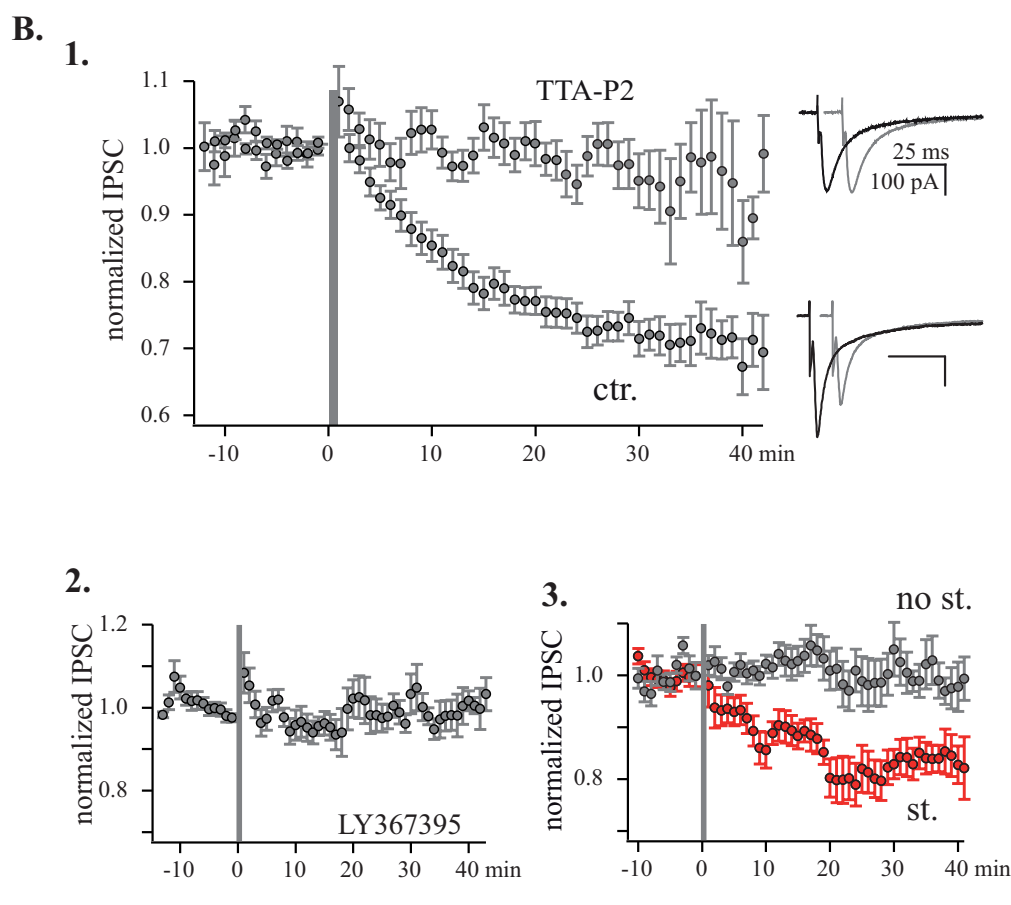 B.
1.
normalized IPSC
1.1
1.0
0.9
0.8
0.7
0.6
TTA-P2
ctr.
-10
0
10
20
30
40 min
25 ms
100 pA
2.
normalized IPSC
1.2
1.0
0.8
LY367395
-10
0
10
20
30
40 min
3.
no st.
normalized IPSC
1.0
0.8
st.
-10
0
10
20
30
40 min